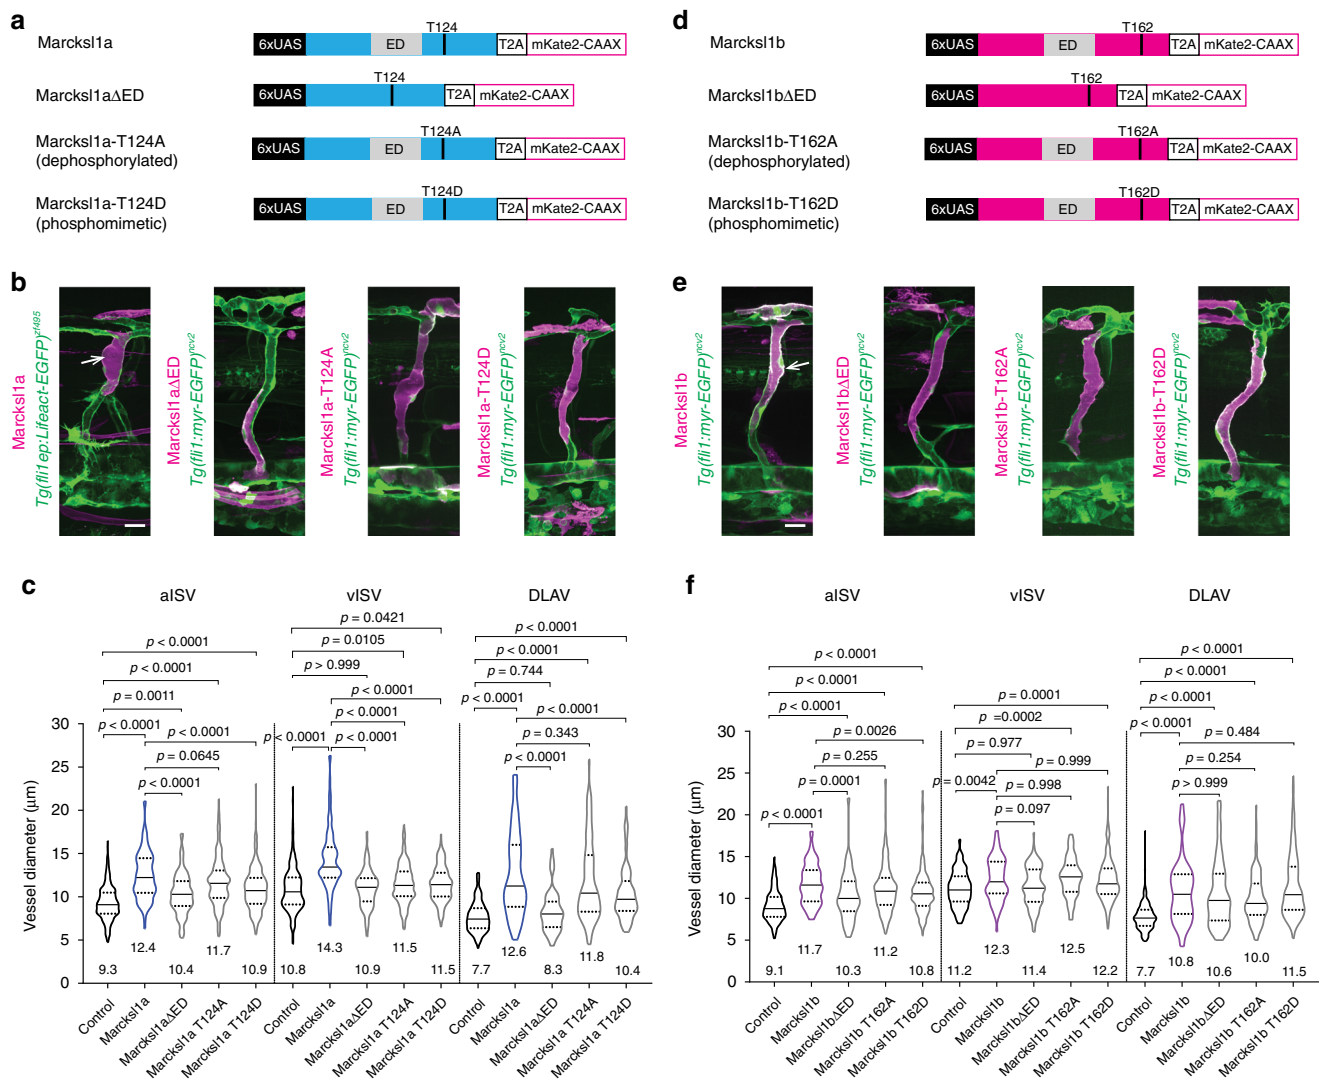 a
Marcksl1a
6xUAS
ED
T124
T2A
mKate2-CAAX
Marcksl1aΔED
6xUAS
T124
T2A
mKate2-CAAX
Marcksl1a-T124A
(dephosphorylated)
6xUAS
ED
T124A
T2A
mKate2-CAAX
Marcksl1a-T124D
(phosphomimetic)
6xUAS
ED
T124D
T2A
mKate2-CAAX
d
Marcksl1b
6xUAS
ED
T162
T2A
mKate2-CAAX
Marcksl1bΔED
6xUAS
T162
T2A
mKate2-CAAX
Marcksl1b-T162A
(dephosphorylated)
6xUAS
ED
T162A
T2A
mKate2-CAAX
Marcksl1b-T162D
(phosphomimetic)
6xUAS
ED
T162D
T2A
mKate2-CAAX
b
Marcksl1a
Tg(fli1ep:Lifeact-EGFP)zf495
Marcksl1aΔED
Tg(fli1:myr-EGFP)ncv2
Marcksl1a-T124A
Tg(fli1:myr-EGFP)ncv2
Marcksl1a-T124D
Tg(fli1:myr-EGFP)ncv2
e
Marcksl1b
Tg(fli1:myr-EGFP)ncv2
Marcksl1bΔED
Tg(fli1:myr-EGFP)ncv2
Marcksl1b-T162A
Tg(fli1:myr-EGFP)ncv2
Marcksl1b-T162D
Tg(fli1:myr-EGFP)ncv2
c
aISV
vISV
DLAV
p < 0.0001
p < 0.0001
p = 0.0011
p < 0.0001
p < 0.0001
p = 0.0645
p < 0.0001
p = 0.0421
p = 0.0105
p > 0.999
p < 0.0001
p < 0.0001
p < 0.0001
p < 0.0001
p < 0.0001
p < 0.0001
p = 0.744
p < 0.0001
p < 0.0001
p = 0.343
p < 0.0001
Vessel diameter (μm)
30
25
20
15
10
5
0
9.3
12.4
10.4
11.7
10.9
10.8
14.3
10.9
11.5
11.5
7.7
12.6
8.3
11.8
10.4
Control
Marcksl1a
Marcksl1aΔED
Marcksl1a T124A
Marcksl1a T124D
Control
Marcksl1a
Marcksl1aΔED
Marcksl1a T124A
Marcksl1a T124D
Control
Marcksl1a
Marcksl1aΔED
Marcksl1a T124A
Marcksl1a T124D
f
aISV
vISV
DLAV
p < 0.0001
p < 0.0001
p < 0.0001
p = 0.0026
p = 0.255
p = 0.0001
p < 0.0001
p = 0.0001
p =0.0002
p = 0.977
p = 0.999
p = 0.0042
p = 0.998
p = 0.097
p < 0.0001
p < 0.0001
p < 0.0001
p < 0.0001
p = 0.484
p = 0.254
p > 0.999
Vessel diameter (μm)
30
25
20
15
10
5
0
9.1
11.7
10.3
11.2
10.8
11.2
12.3
11.4
12.5
12.2
7.7
10.8
10.6
10.0
11.5
Control
Marcksl1b
Marcksl1bΔED
Marcksl1b T162A
Marcksl1b T162D
Control
Marcksl1b
Marcksl1bΔED
Marcksl1b T162A
Marcksl1b T162D
Control
Marcksl1b
Marcksl1bΔED
Marcksl1b T162A
Marcksl1b T162D